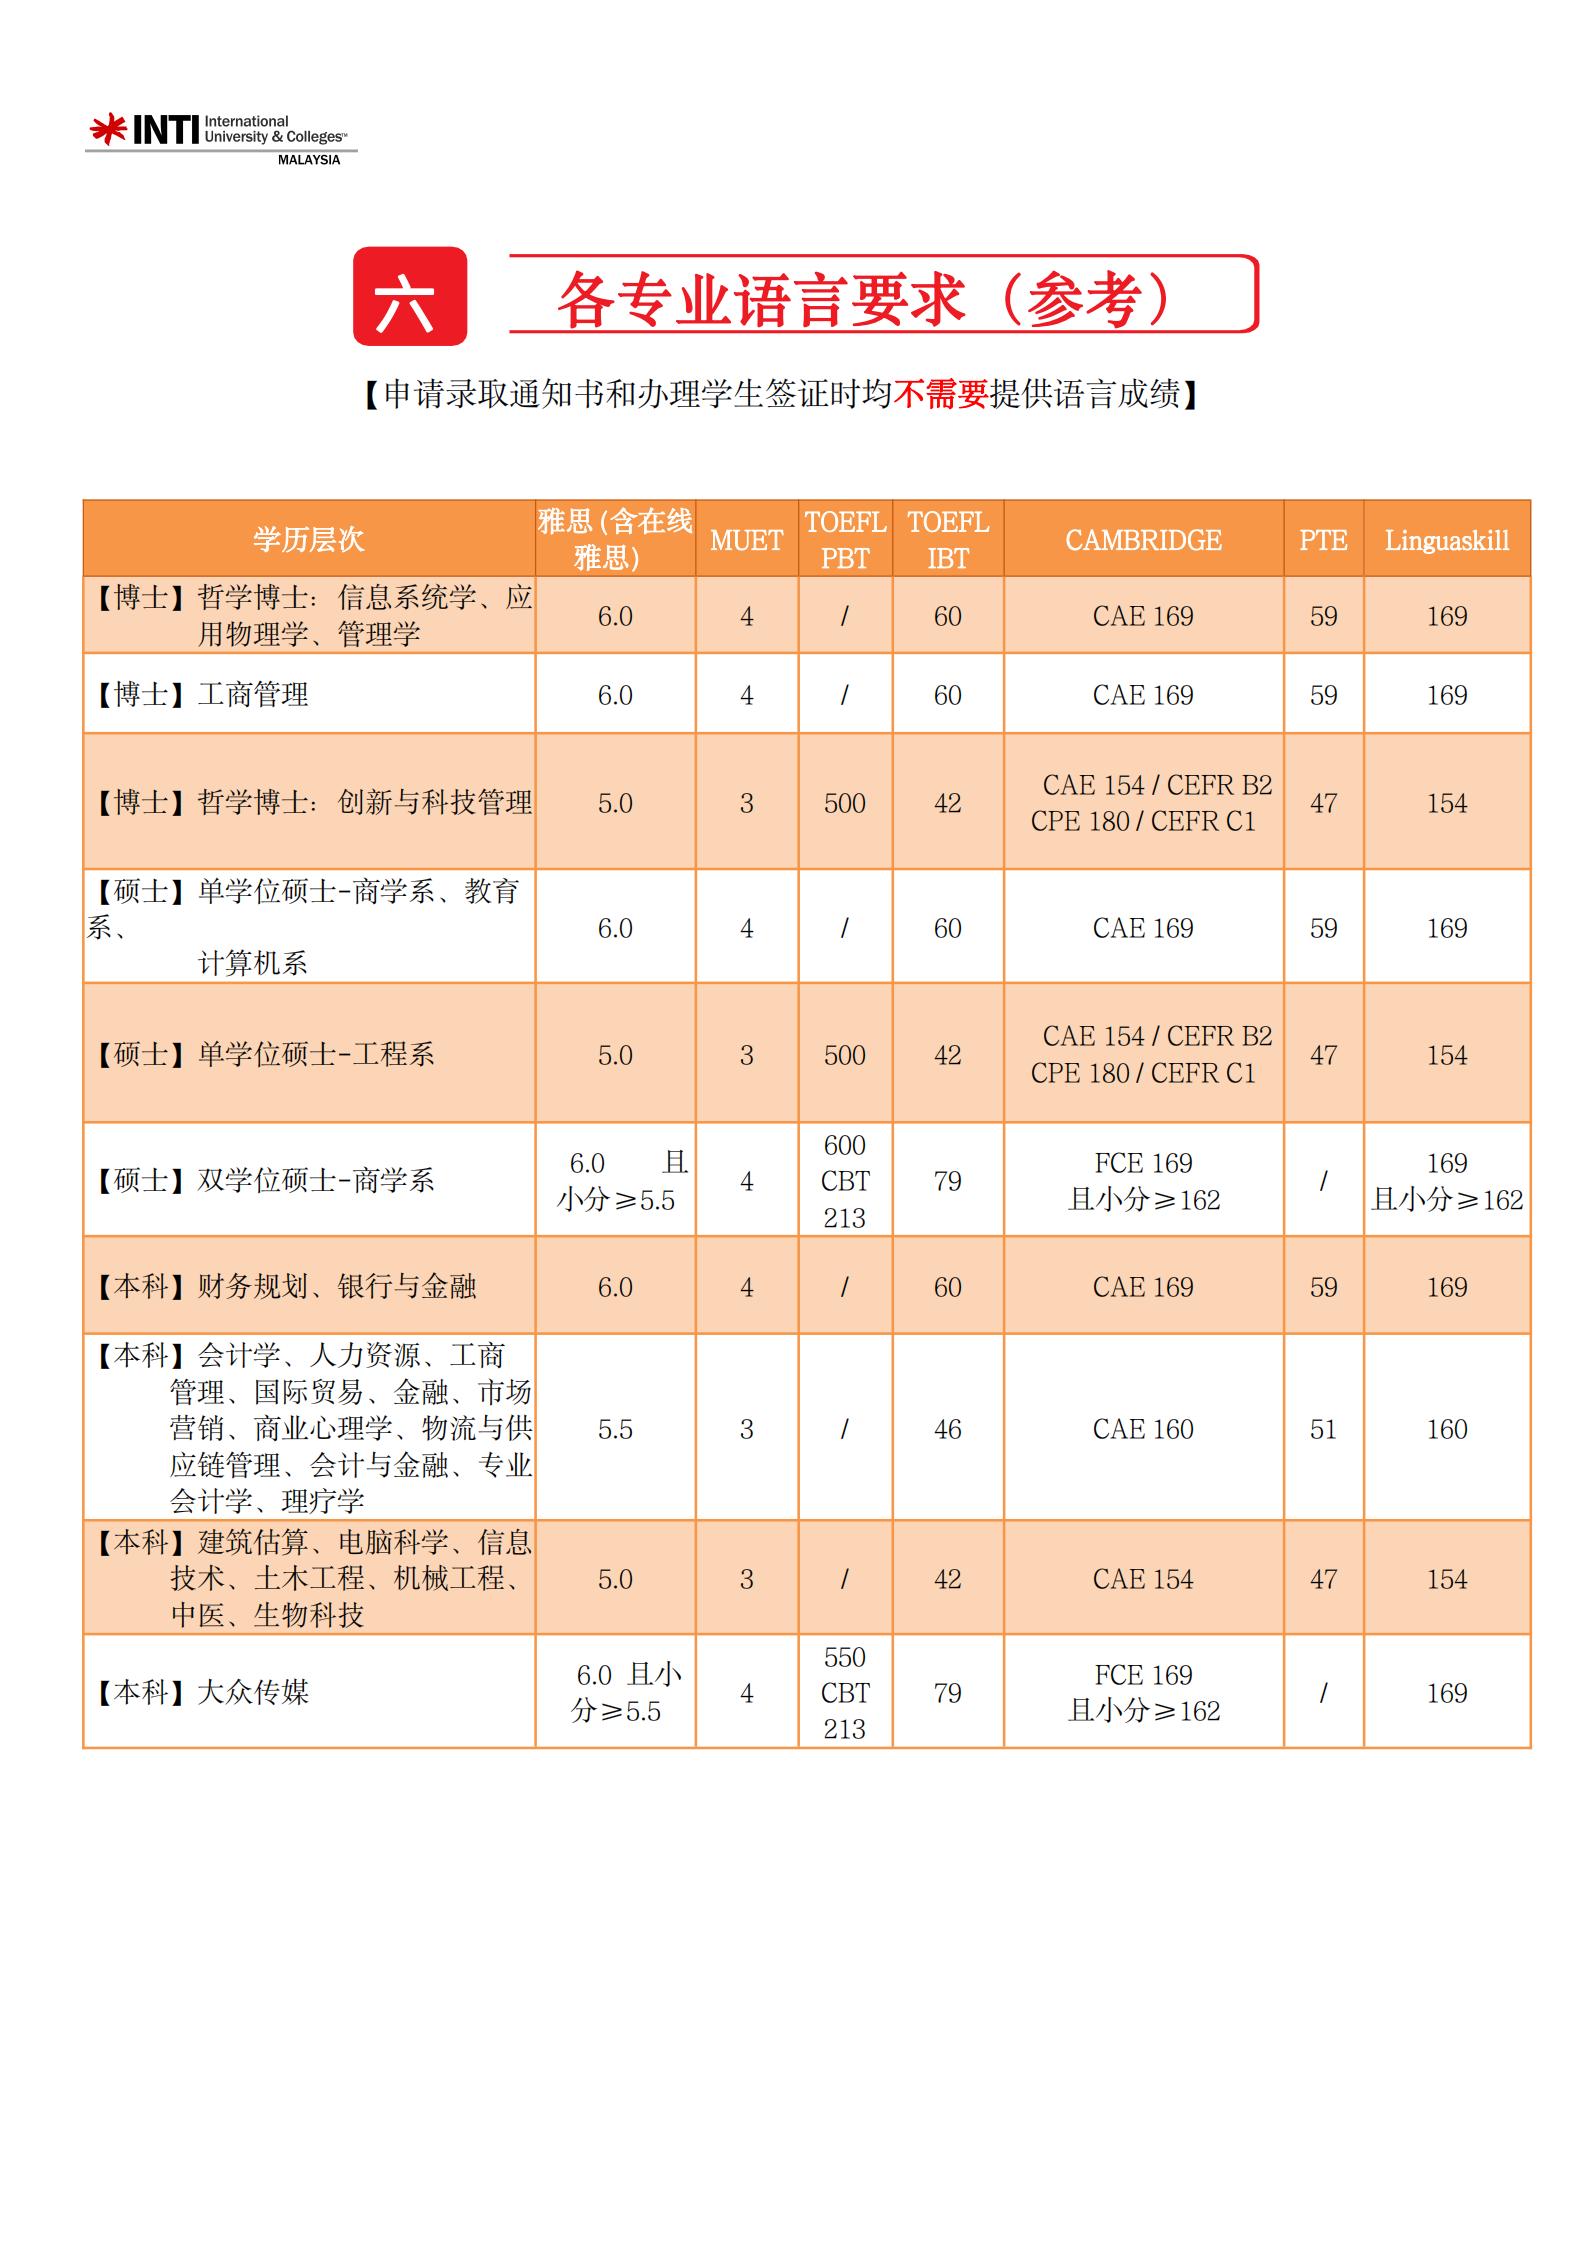 INTI International
University & Colleges™
MALAYSIA
六
各专业语言要求（参考）
【申请录取通知书和办理学生签证时均不需要提供语言成绩】
学历层次
雅思(含在线
雅思)
MUET
TOEFL
PBT
TOEFL
IBT
CAMBRIDGE
PTE
Linguaskill
【博士】哲学博士：信息系统学、应
用物理学、管理学
6.0
4
/
60
CAE 169
59
169
【博士】工商管理
6.0
4
/
60
CAE 169
59
169
【博士】哲学博士：创新与科技管理
5.0
3
500
42
CAE 154 / CEFR B2
CPE 180 / CEFR C1
47
154
【硕士】单学位硕士-商学系、教育
系、
计算机系
6.0
4
/
60
CAE 169
59
169
【硕士】单学位硕士-工程系
5.0
3
500
42
CAE 154 / CEFR B2
CPE 180 / CEFR C1
47
154
【硕士】双学位硕士-商学系
6.0 且
小分≥5.5
4
600
CBT
213
79
FCE 169
且小分≥162
/
169
且小分≥162
【本科】财务规划、银行与金融
6.0
4
/
60
CAE 169
59
169
【本科】会计学、人力资源、工商
管理、国际贸易、金融、市场
营销、商业心理学、物流与供
应链管理、会计与金融、专业
会计学、理疗学
5.5
3
/
46
CAE 160
51
160
【本科】建筑估算、电脑科学、信息
技术、土木工程、机械工程、
中医、生物科技
5.0
3
/
42
CAE 154
47
154
【本科】大众传媒
6.0 且小
分≥5.5
4
550
CBT
213
79
FCE 169
且小分≥162
/
169